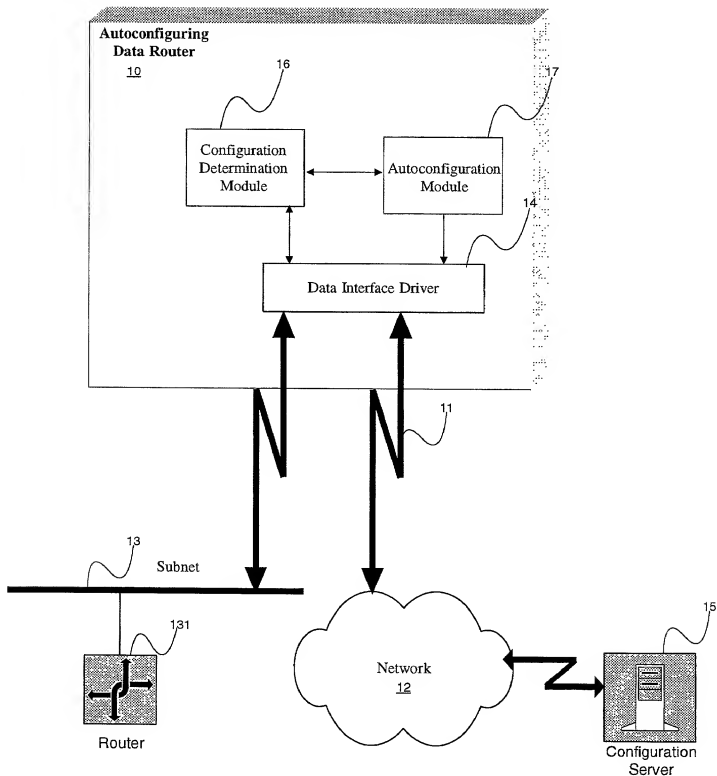 Autoconfiguring
Data Router
10
16
17
Configuration
Determination
Module
Autoconfiguration
Module
14
Data Interface Driver
11
13
Subnet
131
Router
Network
12
15
Configuration
Server